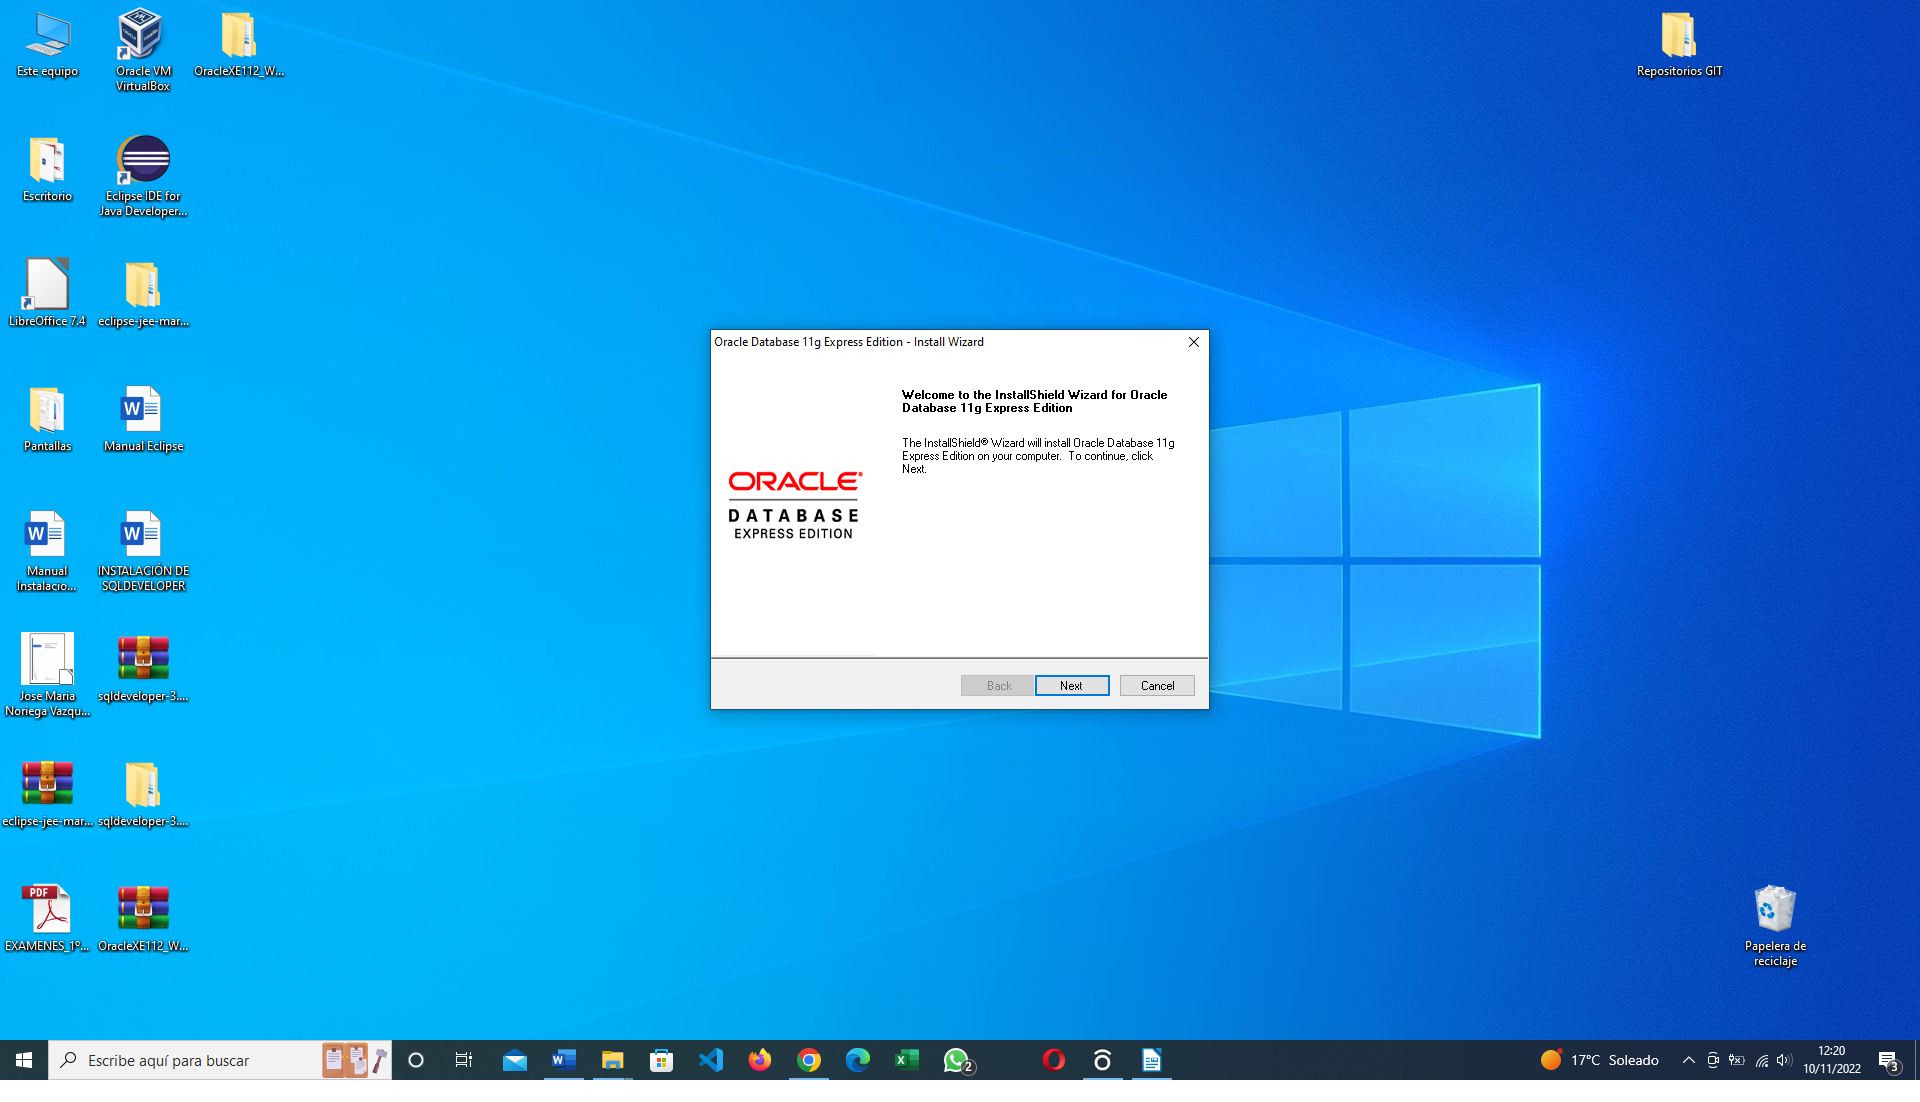 Este equipo
Oracle VM
VirtualBox
OracleXE112_W...
Repositorios GIT
Escritorio
Eclipse IDE for
Java Developer...
LibreOffice 7.4
eclipse-jee-mar...
Pantallas
Manual Eclipse
Manual
Instalacio...
INSTALACIÓN DE
SQLDEVELOPER
Jose Maria
Noriega Vazqu...
sqldeveloper-3....
eclipse-jee-mar...
sqldeveloper-3....
PDF
EXAMENES_1º...
OracleXE112_W...
Papelera de
reciclaje
Oracle Database 11g Express Edition - Install Wizard
Welcome to the InstallShield Wizard for Oracle
Database 11g Express Edition
The InstallShield® Wizard will install Oracle Database 11g
Express Edition on your computer. To continue, click
Next.
ORACLE®
DATABASE
EXPRESS EDITION
Back
Next
Cancel
Escribe aquí para buscar
2
17°C Soleado
12:20
10/11/2022
3